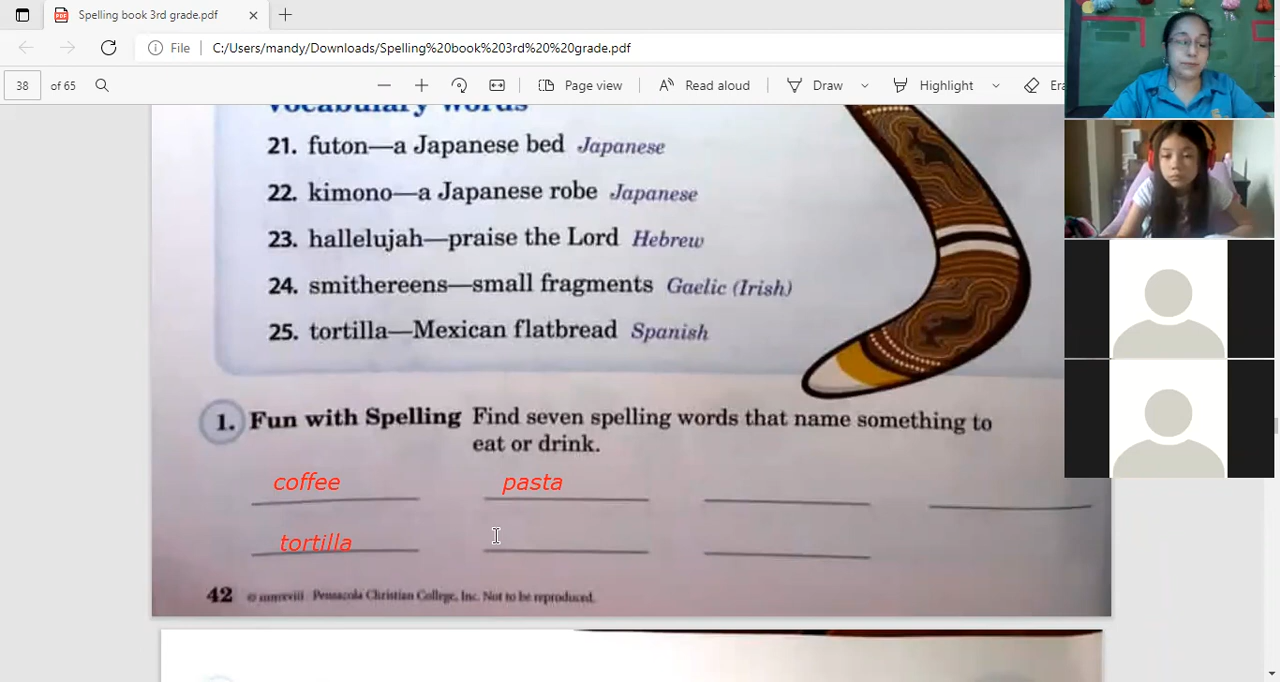 Spelling book 3rd grade.pdf
File C:/Users/mandy/Downloads/Spelling%20book%203rd%20%20grade.pdf
38 of 65 Page view Read aloud Draw Highlight Era
vocabulary words
21. futon—a Japanese bed Japanese
22. kimono—a Japanese robe Japanese
23. hallelujah—praise the Lord Hebrew
24. smithereens—small fragments Gaelic (Irish)
25. tortilla—Mexican flatbread Spanish
1. Fun with Spelling Find seven spelling words that name something to
eat or drink.
coffee pasta
tortilla
42 © mmxviii Pensacola Christian College, Inc. Not to be reproduced.